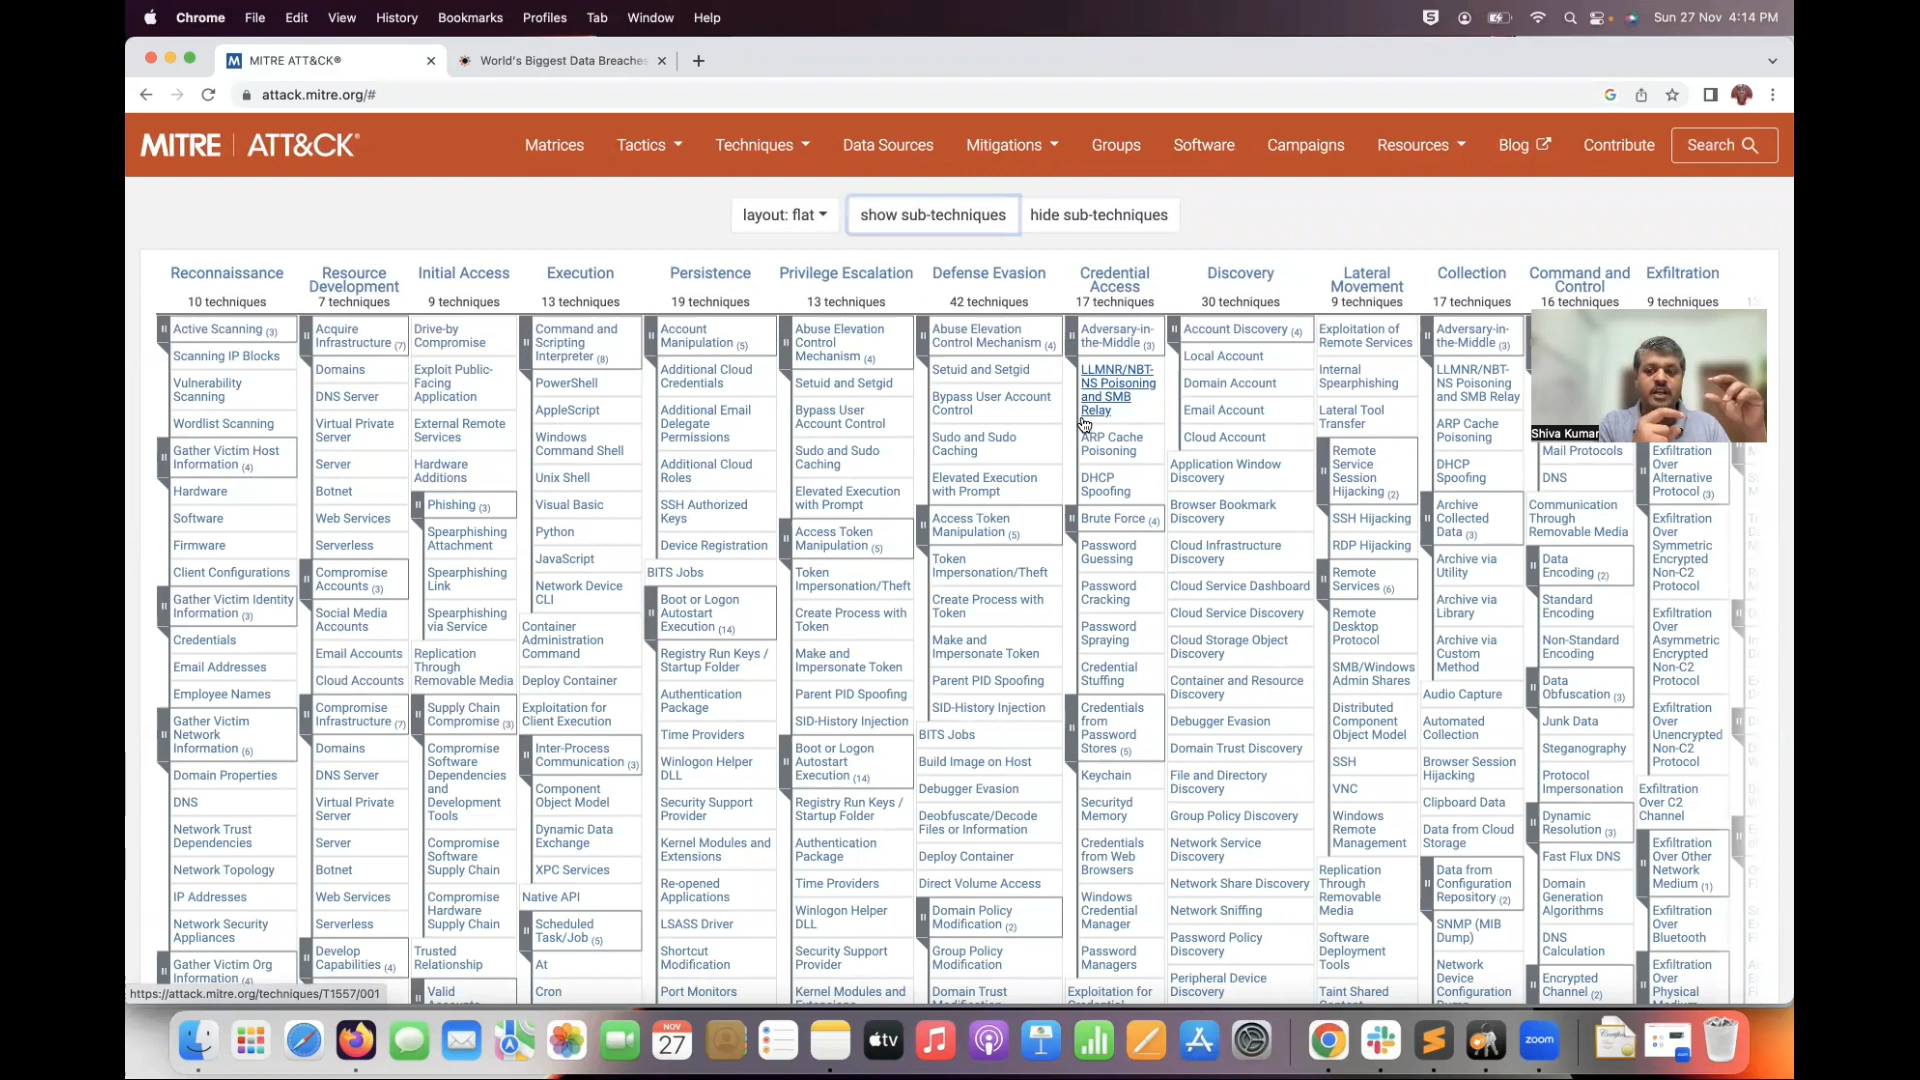 Chrome File Edit View History Bookmarks Profiles Tab Window Help
Sun 27 Nov 4:14 PM
MITRE ATT&CK®
World's Biggest Data Breaches
attack.mitre.org/#
MITRE | ATT&CK®
Matrices Tactics Techniques Data Sources Mitigations Groups Software Campaigns Resources Blog Contribute Search
layout: flat show sub-techniques hide sub-techniques
Reconnaissance
10 techniques
Active Scanning (3)
Scanning IP Blocks
Vulnerability
Scanning
Wordlist Scanning
Gather Victim Host
Information (4)
Hardware
Software
Firmware
Client Configurations
Gather Victim Identity
Information (3)
Credentials
Email Addresses
Employee Names
Gather Victim
Network
Information (6)
Domain Properties
DNS
Network Trust
Dependencies
Network Topology
IP Addresses
Network Security
Appliances
Gather Victim Org
Information (4)
Resource
Development
7 techniques
Acquire
Infrastructure (7)
Domains
DNS Server
Virtual Private
Server
Server
Botnet
Web Services
Serverless
Compromise
Accounts (3)
Social Media
Accounts
Email Accounts
Cloud Accounts
Compromise
Infrastructure (7)
Domains
DNS Server
Virtual Private
Server
Server
Botnet
Web Services
Serverless
Develop
Capabilities (4)
Initial Access
9 techniques
Drive-by
Compromise
Exploit Public-
Facing
Application
External Remote
Services
Hardware
Additions
Phishing (3)
Spearphishing
Attachment
Spearphishing
Link
Spearphishing
via Service
Replication
Through
Removable Media
Supply Chain
Compromise (3)
Compromise
Software
Dependencies
and
Development
Tools
Compromise
Software
Supply Chain
Compromise
Hardware
Supply Chain
Trusted
Relationship
Valid
Execution
13 techniques
Command and
Scripting
Interpreter (8)
PowerShell
AppleScript
Windows
Command Shell
Unix Shell
Visual Basic
Python
JavaScript
Network Device
CLI
Container
Administration
Command
Deploy Container
Exploitation for
Client Execution
Inter-Process
Communication (3)
Component
Object Model
Dynamic Data
Exchange
XPC Services
Native API
Scheduled
Task/Job (5)
At
Cron
Persistence
19 techniques
Account
Manipulation (5)
Additional Cloud
Credentials
Additional Email
Delegate
Permissions
Additional Cloud
Roles
SSH Authorized
Keys
Device Registration
BITS Jobs
Boot or Logon
Autostart
Execution (14)
Registry Run Keys /
Startup Folder
Authentication
Package
Time Providers
Winlogon Helper
DLL
Security Support
Provider
Kernel Modules and
Extensions
Re-opened
Applications
LSASS Driver
Shortcut
Modification
Port Monitors
Privilege Escalation
13 techniques
Abuse Elevation
Control
Mechanism (4)
Setuid and Setgid
Bypass User
Account Control
Sudo and Sudo
Caching
Elevated Execution
with Prompt
Access Token
Manipulation (5)
Token
Impersonation/Theft
Create Process with
Token
Make and
Impersonate Token
Parent PID Spoofing
SID-History Injection
Boot or Logon
Autostart
Execution (14)
Registry Run Keys /
Startup Folder
Authentication
Package
Time Providers
Winlogon Helper
DLL
Security Support
Provider
Kernel Modules and
Defense Evasion
42 techniques
Abuse Elevation
Control Mechanism (4)
Setuid and Setgid
Bypass User Account
Control
Sudo and Sudo
Caching
Elevated Execution
with Prompt
Access Token
Manipulation (5)
Token
Impersonation/Theft
Create Process with
Token
Make and
Impersonate Token
Parent PID Spoofing
SID-History Injection
BITS Jobs
Build Image on Host
Debugger Evasion
Deobfuscate/Decode
Files or Information
Deploy Container
Direct Volume Access
Domain Policy
Modification (2)
Group Policy
Modification
Domain Trust
Credential
Access
17 techniques
Adversary-in-
the-Middle (3)
LLMNR/NBT-
NS Poisoning
and SMB
Relay
ARP Cache
Poisoning
DHCP
Spoofing
Brute Force (4)
Password
Guessing
Password
Cracking
Password
Spraying
Credential
Stuffing
Credentials
from
Password
Stores (5)
Keychain
Securityd
Memory
Credentials
from Web
Browsers
Windows
Credential
Manager
Password
Managers
Exploitation for
Discovery
30 techniques
Account Discovery (4)
Local Account
Domain Account
Email Account
Cloud Account
Application Window
Discovery
Browser Bookmark
Discovery
Cloud Infrastructure
Discovery
Cloud Service Dashboard
Cloud Service Discovery
Cloud Storage Object
Discovery
Container and Resource
Discovery
Debugger Evasion
Domain Trust Discovery
File and Directory
Discovery
Group Policy Discovery
Network Service
Discovery
Network Share Discovery
Network Sniffing
Password Policy
Discovery
Peripheral Device
Discovery
Lateral
Movement
9 techniques
Exploitation of
Remote Services
Internal
Spearphishing
Lateral Tool
Transfer
Remote
Service
Session
Hijacking (2)
SSH Hijacking
RDP Hijacking
Remote
Services (6)
Remote
Desktop
Protocol
SMB/Windows
Admin Shares
Distributed
Component
Object Model
SSH
VNC
Windows
Remote
Management
Replication
Through
Removable
Media
Software
Deployment
Tools
Taint Shared
Collection
17 techniques
Adversary-in-
the-Middle (3)
LLMNR/NBT-
NS Poisoning
and SMB Relay
ARP Cache
Poisoning
DHCP
Spoofing
Archive
Collected
Data (3)
Archive via
Utility
Archive via
Library
Archive via
Custom
Method
Audio Capture
Automated
Collection
Browser Session
Hijacking
Clipboard Data
Data from Cloud
Storage
Data from
Configuration
Repository (2)
SNMP (MIB
Dump)
Network
Device
Configuration
Command and
Control
16 techniques
Mail Protocols
DNS
Communication
Through
Removable Media
Data
Encoding (2)
Standard
Encoding
Non-Standard
Encoding
Data
Obfuscation (3)
Junk Data
Steganography
Protocol
Impersonation
Dynamic
Resolution (3)
Fast Flux DNS
Domain
Generation
Algorithms
DNS
Calculation
Encrypted
Channel (2)
Exfiltration
9 techniques
Exfiltration
Over
Alternative
Protocol (3)
Exfiltration
Over
Symmetric
Encrypted
Non-C2
Protocol
Exfiltration
Over
Asymmetric
Encrypted
Non-C2
Protocol
Exfiltration
Over
Unencrypted
Non-C2
Protocol
Exfiltration
Over C2
Channel
Exfiltration
Over Other
Network
Medium (1)
Exfiltration
Over
Bluetooth
Exfiltration
Over
Physical
Shiva Kumar
https://attack.mitre.org/techniques/T1557/001
NOV
27
tv
zoom